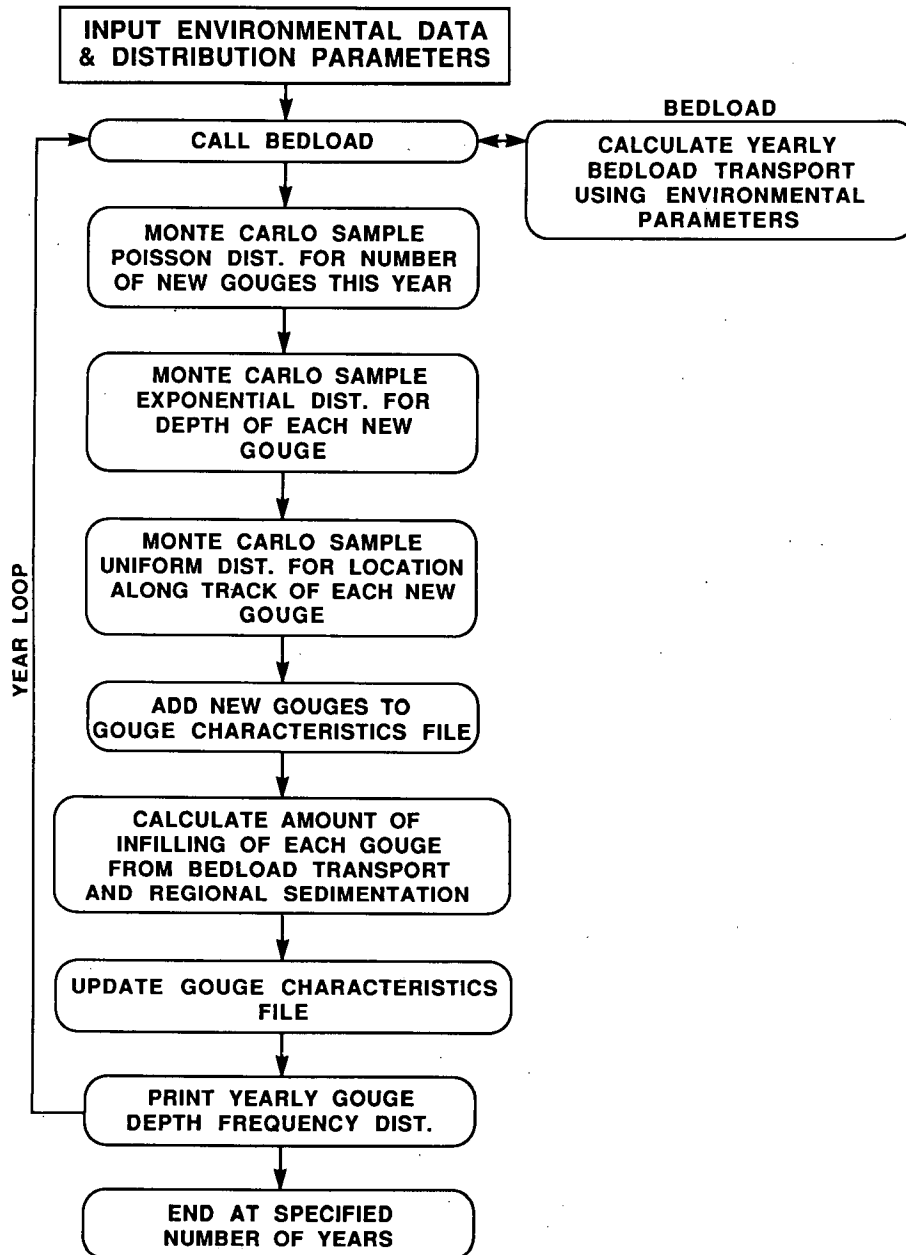 INPUT ENVIRONMENTAL DATA
& DISTRIBUTION PARAMETERS
CALL BEDLOAD
BEDLOAD
CALCULATE YEARLY
BEDLOAD TRANSPORT
USING ENVIRONMENTAL
PARAMETERS
MONTE CARLO SAMPLE
POISSON DIST. FOR NUMBER
OF NEW GOUGES THIS YEAR
MONTE CARLO SAMPLE
EXPONENTIAL DIST. FOR
DEPTH OF EACH NEW
GOUGE
MONTE CARLO SAMPLE
UNIFORM DIST. FOR LOCATION
ALONG TRACK OF EACH NEW
GOUGE
YEAR LOOP
ADD NEW GOUGES TO
GOUGE CHARACTERISTICS FILE
CALCULATE AMOUNT OF
INFILLING OF EACH GOUGE
FROM BEDLOAD TRANSPORT
AND REGIONAL SEDIMENTATION
UPDATE GOUGE CHARACTERISTICS
FILE
PRINT YEARLY GOUGE
DEPTH FREQUENCY DIST.
END AT SPECIFIED
NUMBER OF YEARS